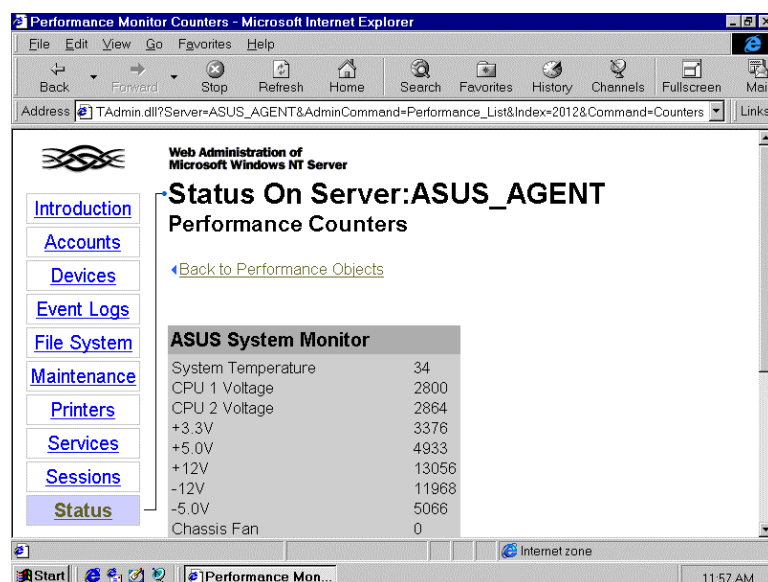 Performance Monitor Counters - Microsoft Internet Explorer
File Edit View Go Favorites Help
Back Forward Stop Refresh Home Search Favorites History Channels Fullscreen Mai
Address TAdmin.dll?Server=ASUS_AGENT&AdminCommand=Performance_List&Index=2012&Command=Counters Links
Web Administration of
Microsoft Windows NT Server
Status On Server:ASUS_AGENT
Performance Counters
Back to Performance Objects
Introduction
Accounts
Devices
Event Logs
File System
Maintenance
Printers
Services
Sessions
Status
ASUS System Monitor
System Temperature 34
CPU 1 Voltage 2800
CPU 2 Voltage 2864
+3.3V 3376
+5.0V 4933
+12V 13056
-12V 11968
-5.0V 5066
Chassis Fan 0
Internet zone
Start Performance Mon... 11:57 AM